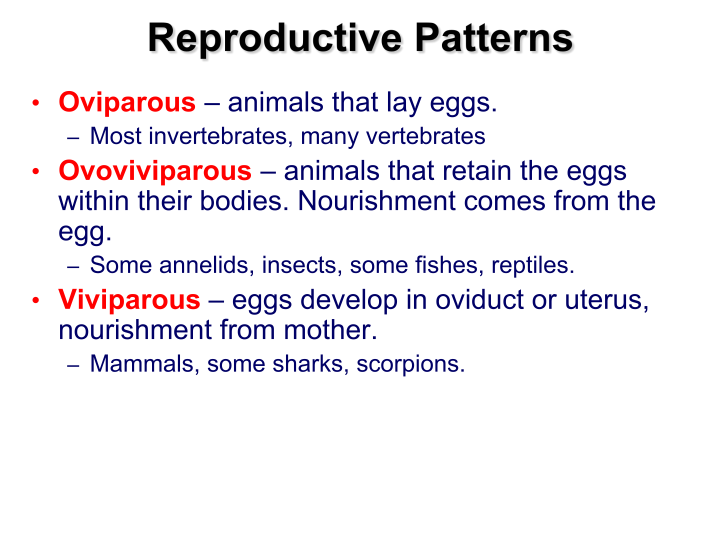 Reproductive Patterns
• Oviparous – animals that lay eggs.
– Most invertebrates, many vertebrates
• Ovoviviparous – animals that retain the eggs
within their bodies. Nourishment comes from the
egg.
– Some annelids, insects, some fishes, reptiles.
• Viviparous – eggs develop in oviduct or uterus,
nourishment from mother.
– Mammals, some sharks, scorpions.